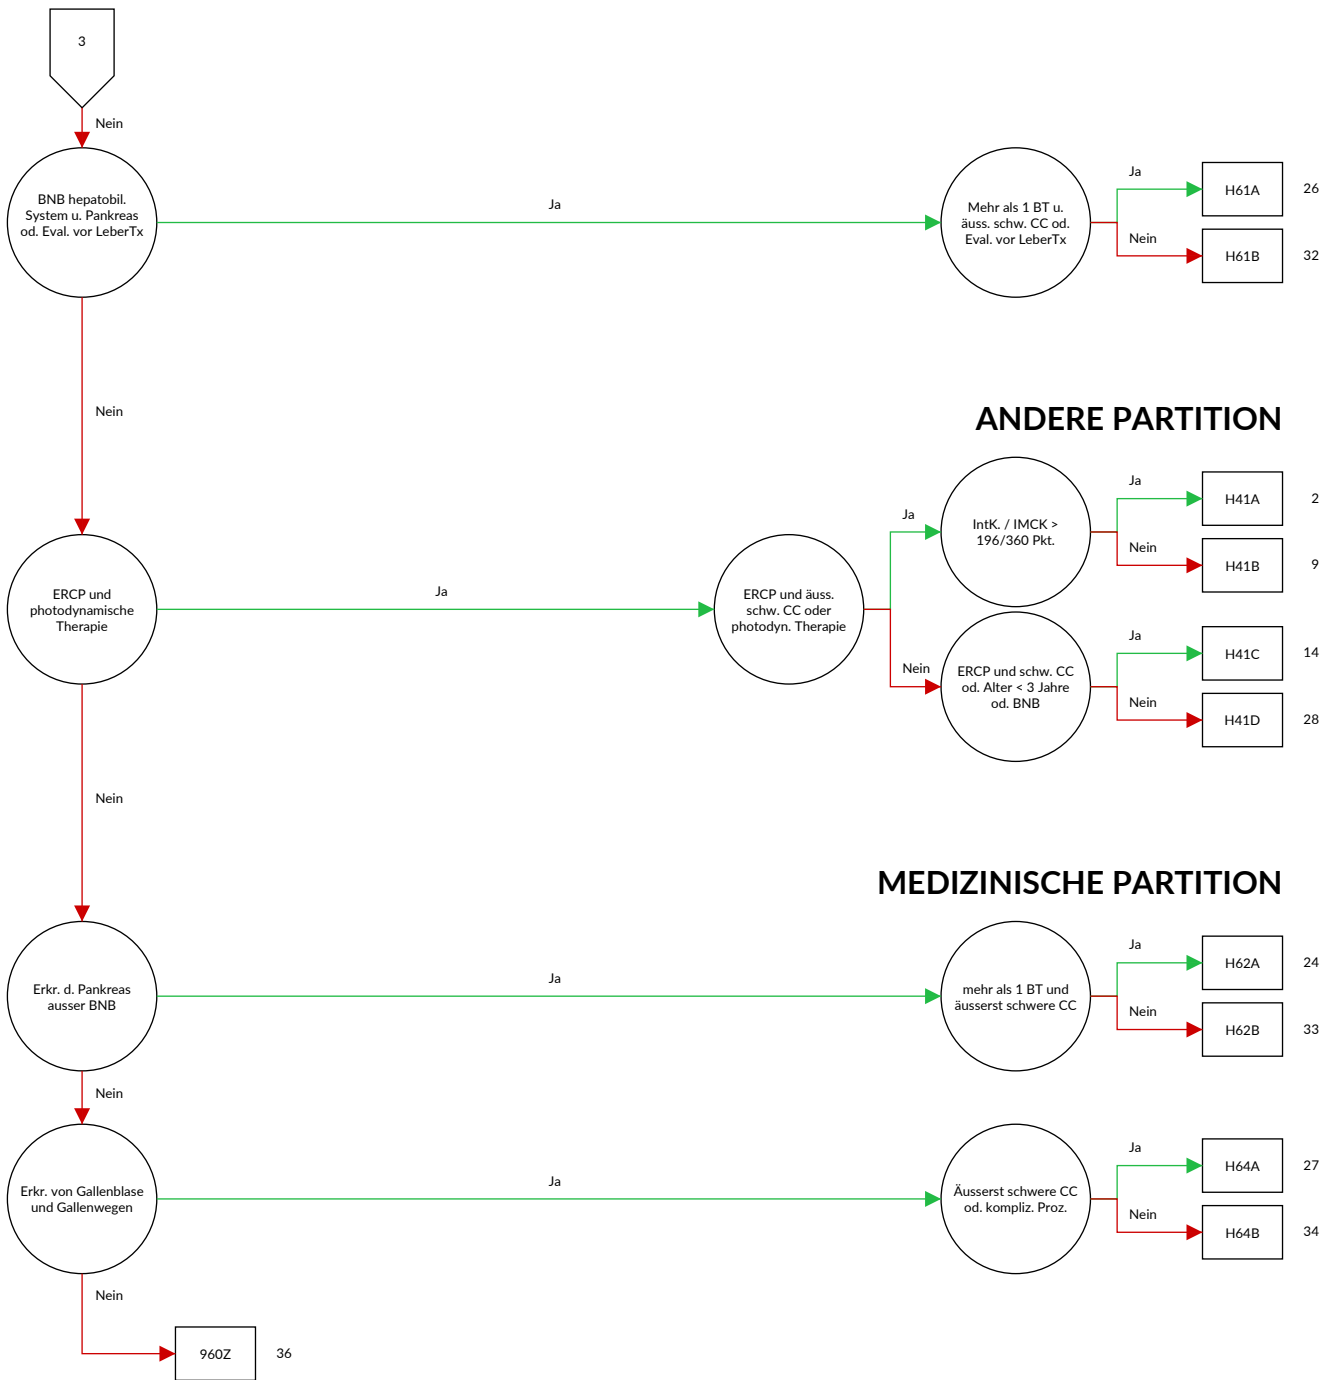 3
Nein
BNB hepatobil.
System u. Pankreas
od. Eval. vor LeberTx
Ja
Mehr als 1 BT u.
äuss. schw. CC od.
Eval. vor LeberTx
Ja
H61A
26
Nein
H61B
32
Nein
ANDERE PARTITION
ERCP und
photodynamische
Therapie
Ja
ERCP und äuss.
schw. CC oder
photodyn. Therapie
Ja
IntK. / IMCK >
196/360 Pkt.
Ja
H41A
2
Nein
H41B
9
Nein
ERCP und schw. CC
od. Alter < 3 Jahre
od. BNB
Ja
H41C
14
Nein
H41D
28
Nein
MEDIZINISCHE PARTITION
Erkr. d. Pankreas
ausser BNB
Ja
mehr als 1 BT und
äusserst schwere CC
Ja
H62A
24
Nein
H62B
33
Nein
Erkr. von Gallenblase
und Gallenwegen
Ja
Äusserst schwere CC
od. kompliz. Proz.
Ja
H64A
27
Nein
H64B
34
Nein
960Z
36